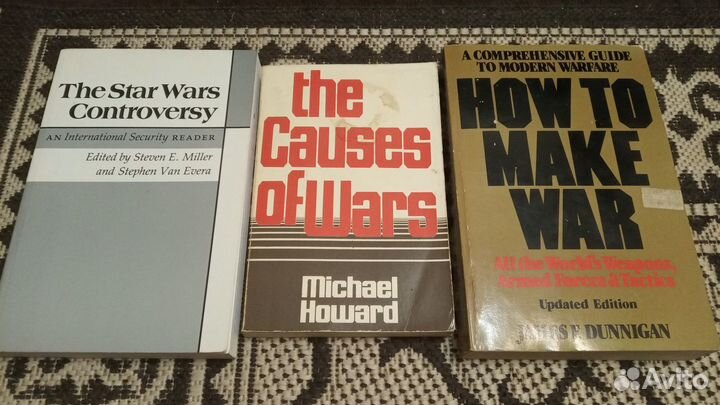 The Star Wars
Controversy
AN International Security READER
Edited by Steven E. Miller
and Stephen Van Evera
the
Causes
of Wars
Michael
Howard
A COMPREHENSIVE GUIDE
TO MODERN WARFARE
HOW TO
MAKE
WAR
All the World's Weapons,
Armed Forces & Tactics
Updated Edition
JAMES F. DUNNIGAN
Avito